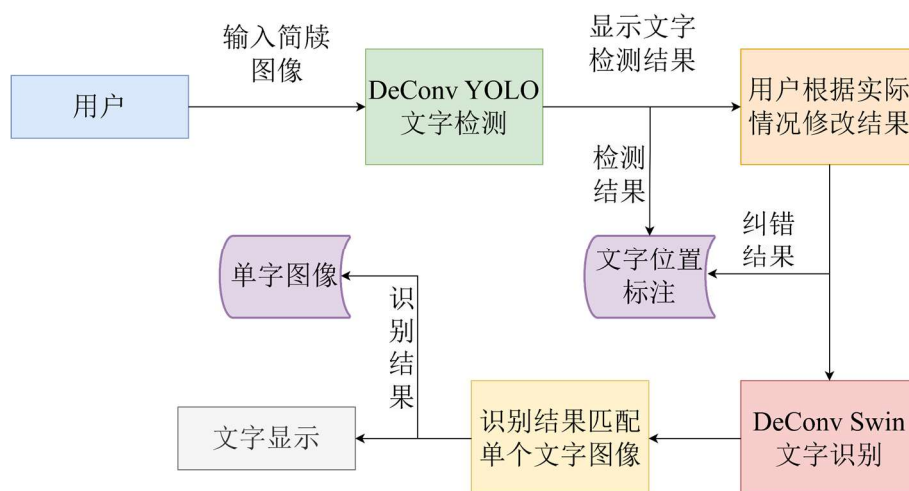 输入简牍
图像
显示文字
检测结果
用户
DeConv YOLO
文字检测
用户根据实际
情况修改结果
检测
结果
纠错
结果
单字图像
文字位置
标注
识
别
结
果
文字显示
识别结果匹配
单个文字图像
DeConv Swin
文字识别